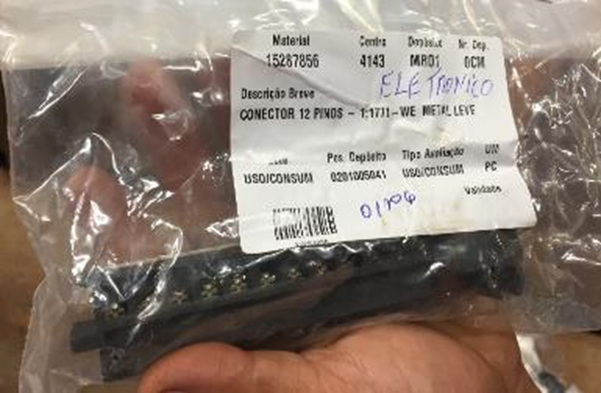 Material Centro Depósito Nr. Dep.
15287856 4143 MR01 0CM
ELETRONICO
Descrição Breve
CONECTOR 12 PINOS - 1:1771-WE METAL LEVE
Pos. Depósito Tipo Avaliação UM
USO/CONSUM 0201005041 USO/CONSUM PC
Validade